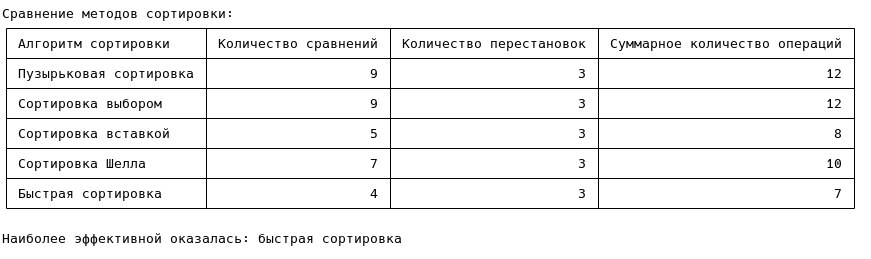 Сравнение методов сортировки:
Алгоритм сортировки Количество сравнений Количество перестановок Суммарное количество операций
Пузырьковая сортировка 9 3 12
Сортировка выбором 9 3 12
Сортировка вставкой 5 3 8
Сортировка Шелла 7 3 10
Быстрая сортировка 4 3 7
Наиболее эффективной оказалась: быстрая сортировка